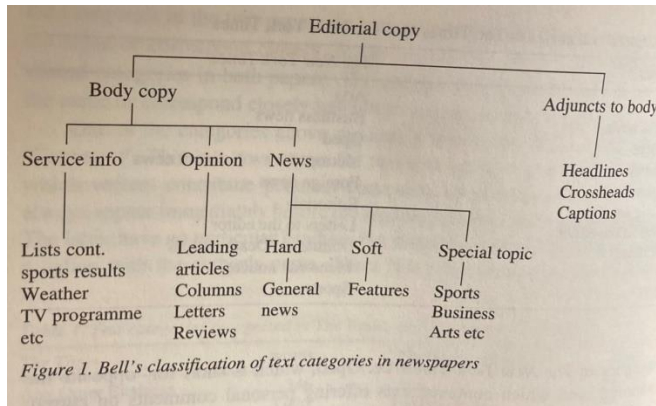 Editorial copy
Body copy
Adjuncts to body
Service info
Opinion
News
Headlines
Crossheads
Captions
Lists cont.
sports results
Weather
TV programme
etc
Leading
articles
Columns
Letters
Reviews
Hard
General
news
Soft
Features
Special topic
Sports
Business
Arts etc
Figure 1. Bell's classification of text categories in newspapers